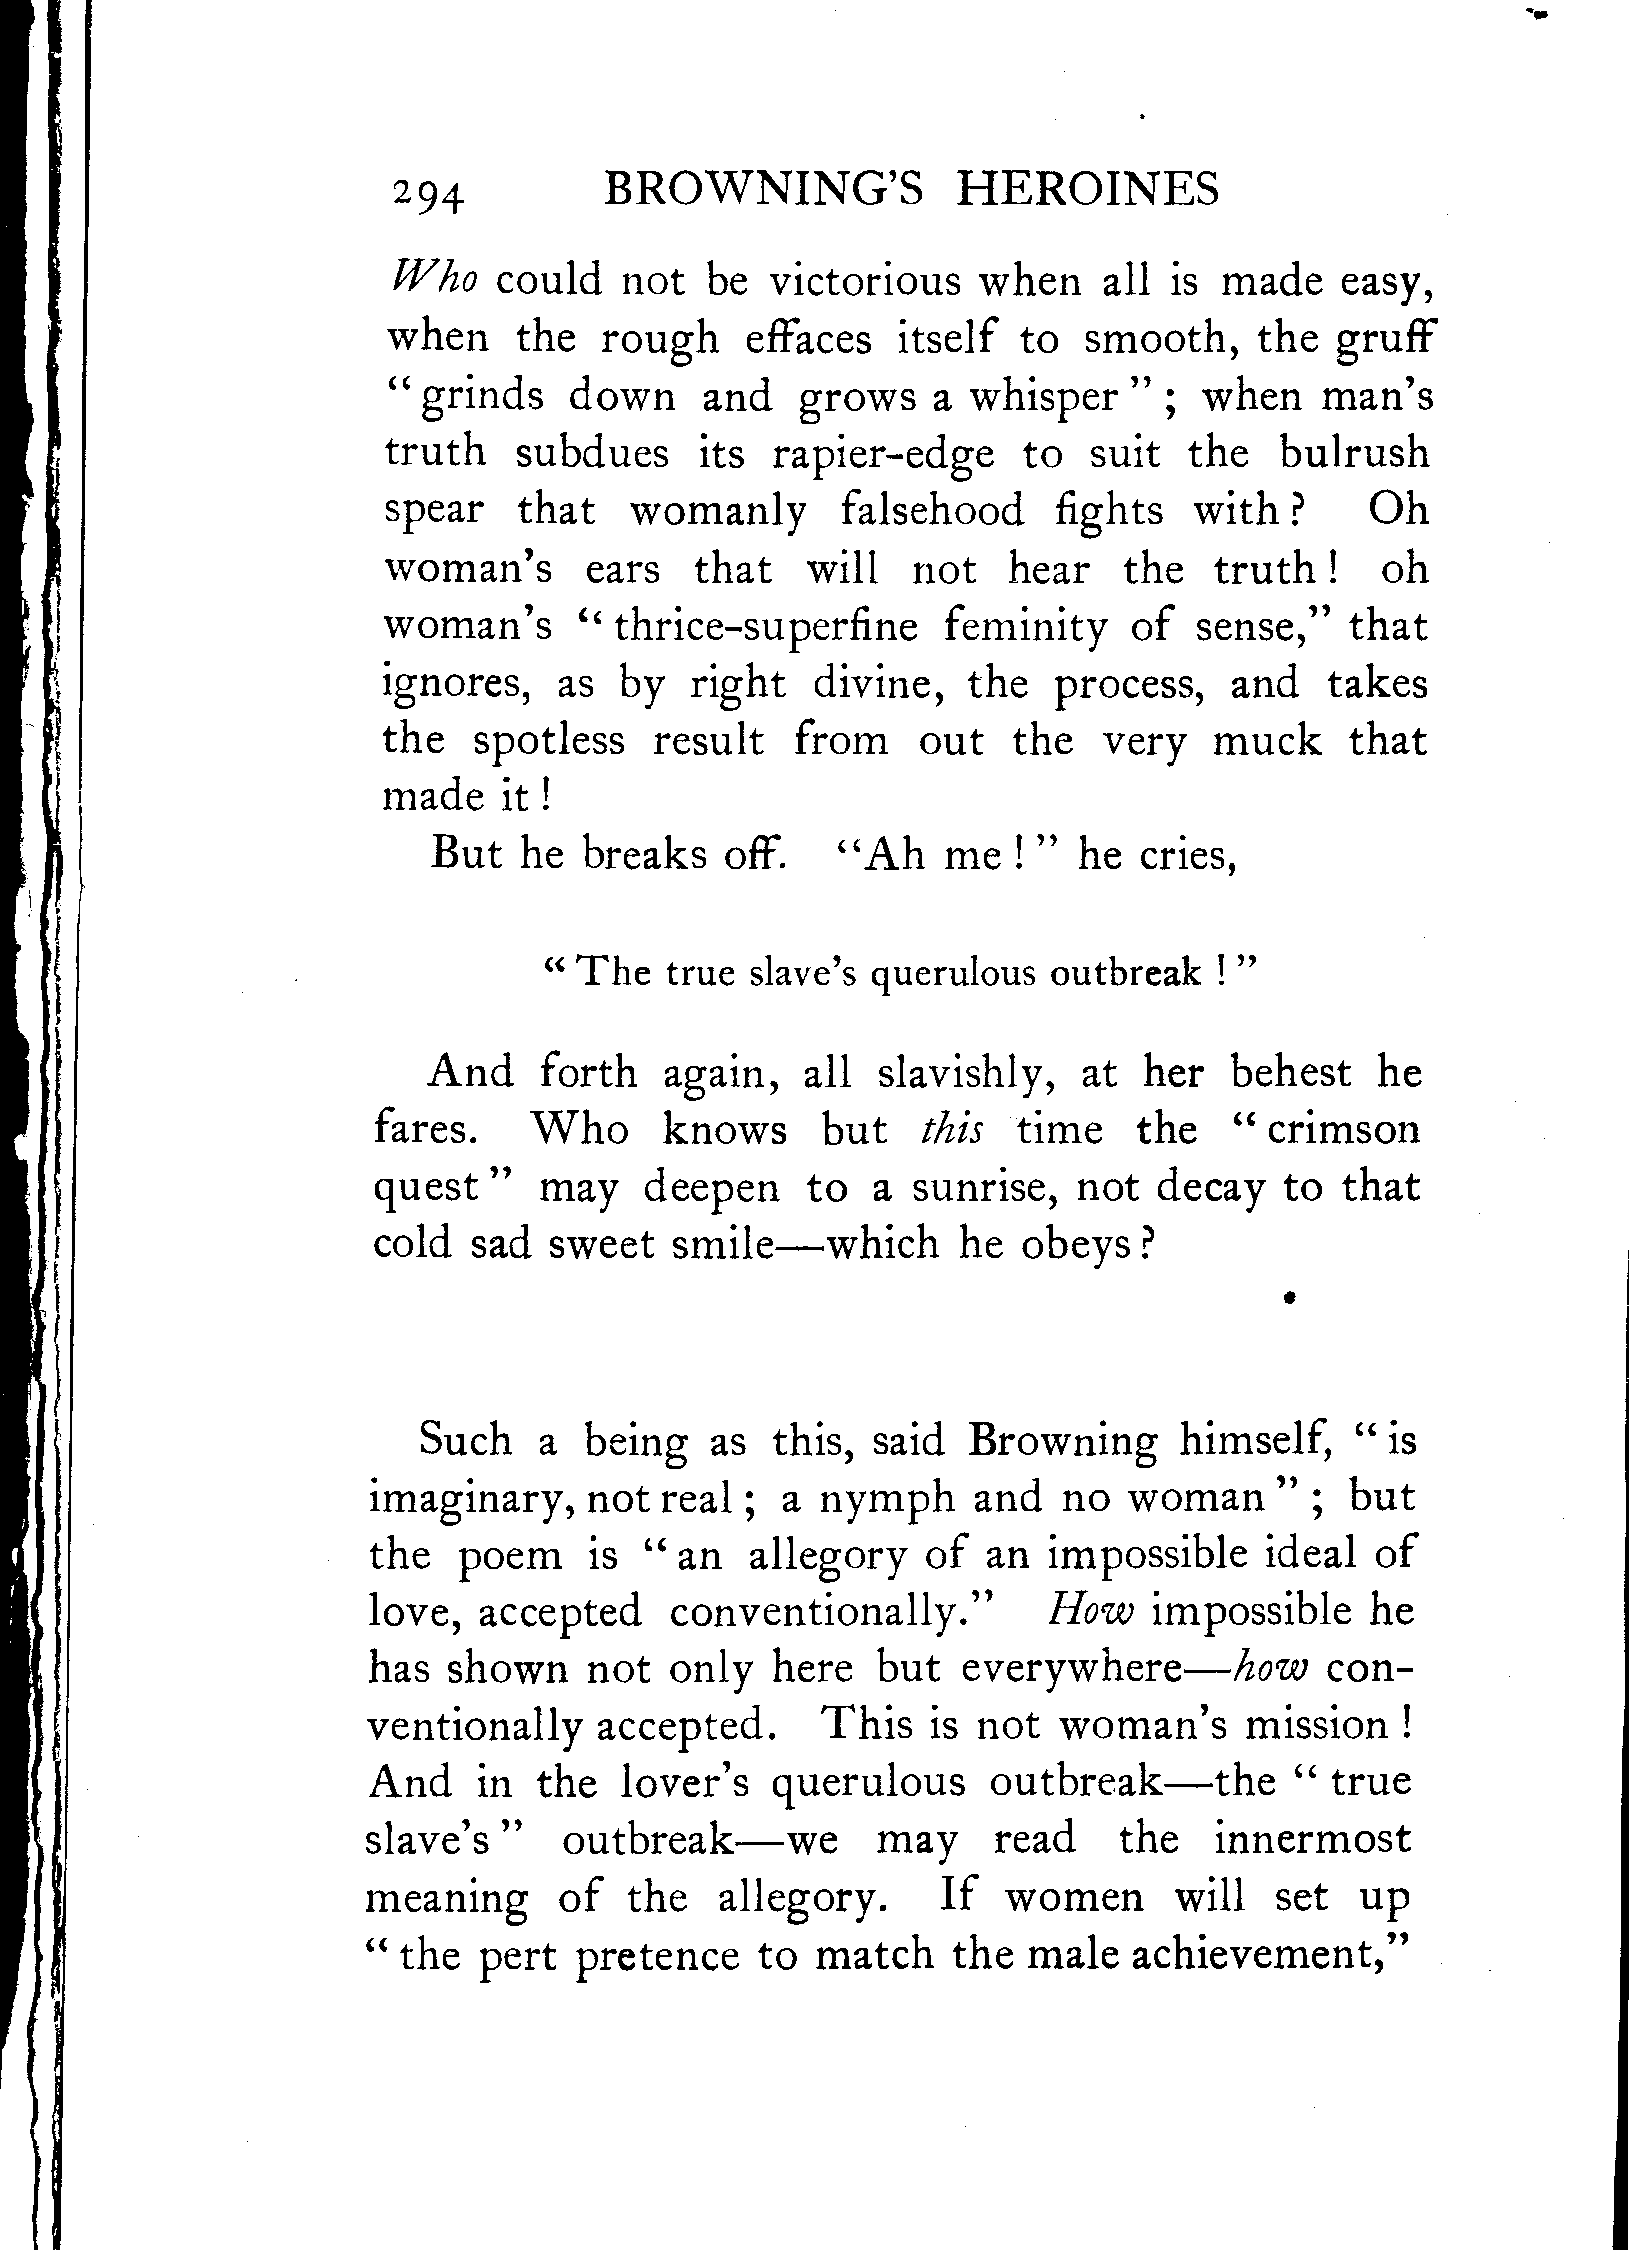 294 BROWNING'S HEROINES
Who could not be victorious when all is made easy,
when the rough effaces itself to smooth, the gruff
“ grinds down and grows a whisper ” ; when man's
truth subdues its rapier-edge to suit the bulrush
spear that womanly falsehood fights with ? Oh
woman's ears that will not hear the truth ! oh
woman's “ thrice-superfine feminity of sense,” that
ignores, as by right divine, the process, and takes
the spotless result from out the very muck that
made it !
But he breaks off. “Ah me ! ” he cries,
“ The true slave's querulous outbreak ! ”
And forth again, all slavishly, at her behest he
fares. Who knows but this time the “ crimson
quest ” may deepen to a sunrise, not decay to that
cold sad sweet smile—which he obeys ?
Such a being as this, said Browning himself, “ is
imaginary, not real ; a nymph and no woman ” ; but
the poem is “ an allegory of an impossible ideal of
love, accepted conventionally.” How impossible he
has shown not only here but everywhere—how con-
ventionally accepted. This is not woman's mission !
And in the lover's querulous outbreak—the “ true
slave's ” outbreak—we may read the innermost
meaning of the allegory. If women will set up
“ the pert pretence to match the male achievement,”